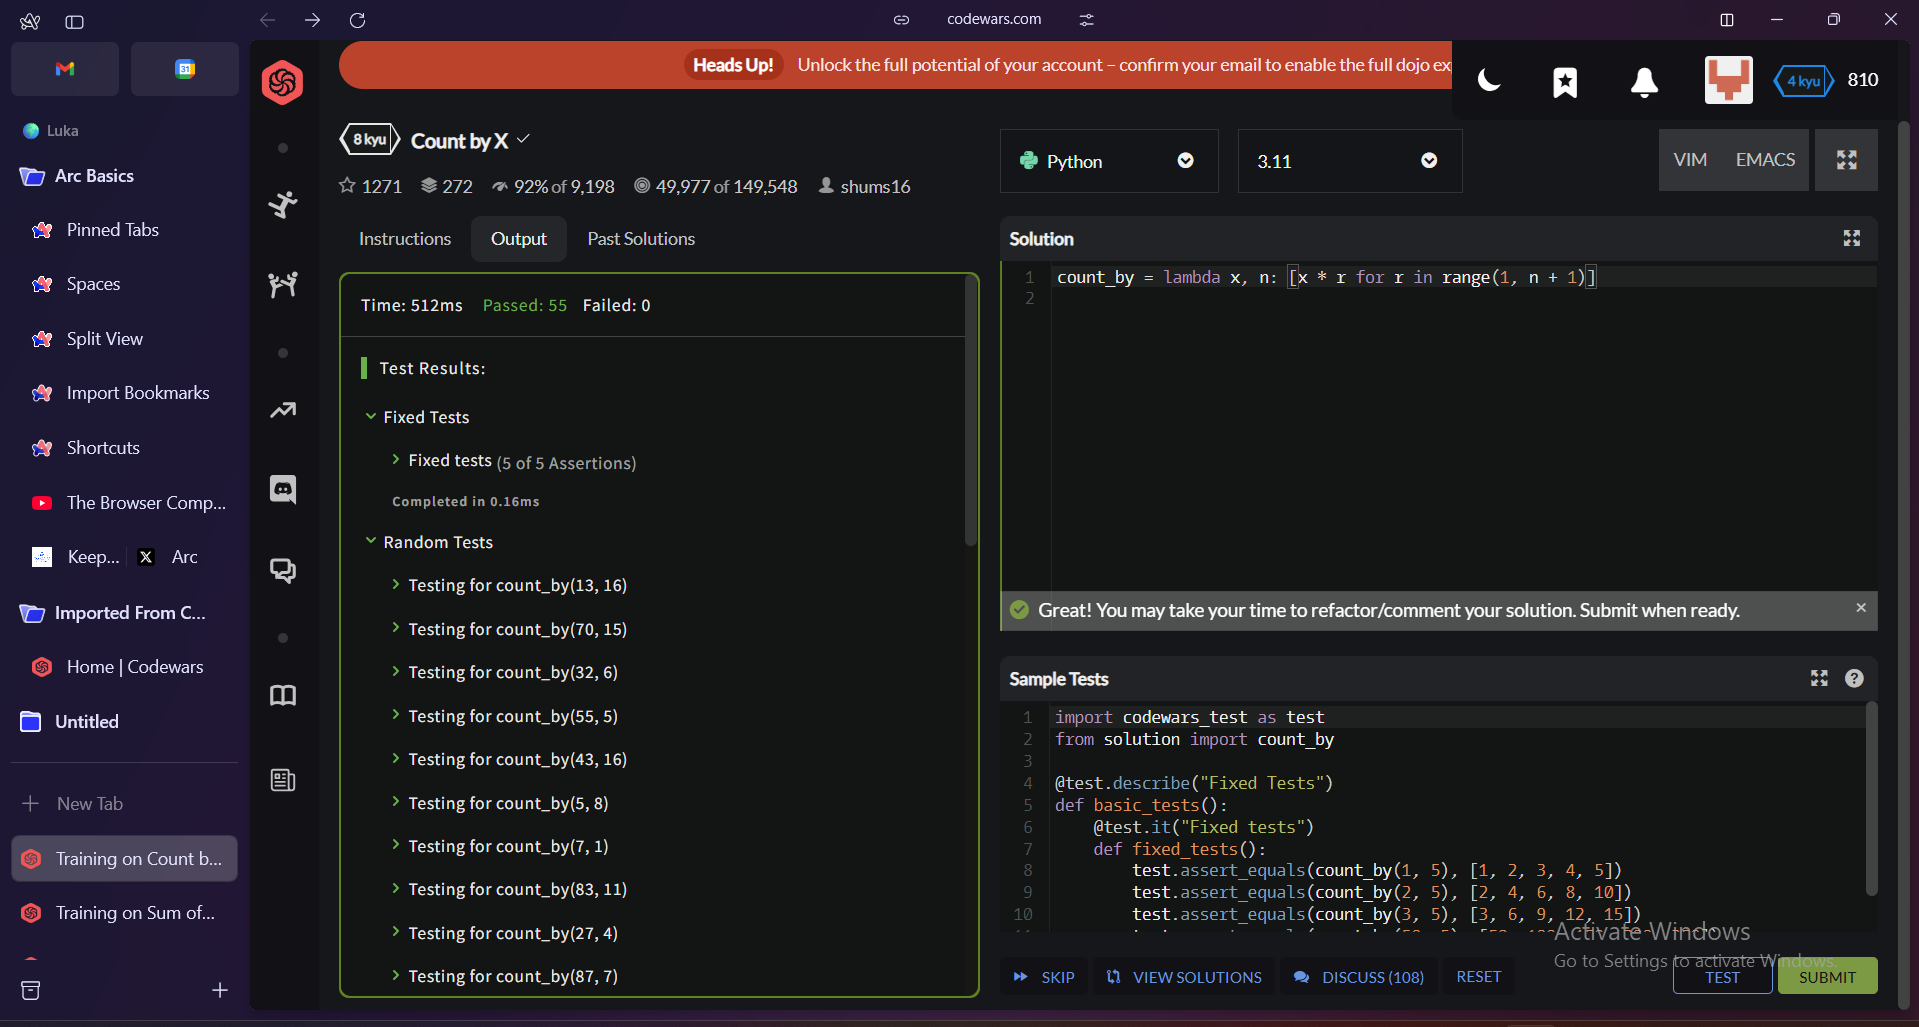 codewars.com
31
Luka
Arc Basics
Pinned Tabs
Spaces
Split View
Import Bookmarks
Shortcuts
The Browser Comp...
Keep... X Arc
Imported From C...
Home | Codewars
Untitled
New Tab
Training on Count b...
Training on Sum of...
Heads Up! Unlock the full potential of your account – confirm your email to enable the full dojo ex
4 kyu 810
8 kyu Count by X
1271 272 92% of 9,198 49,977 of 149,548 shums16
Instructions Output Past Solutions
Time: 512ms Passed: 55 Failed: 0
Test Results:
Fixed Tests
Fixed tests (5 of 5 Assertions)
Completed in 0.16ms
Random Tests
Testing for count_by(13, 16)
Testing for count_by(70, 15)
Testing for count_by(32, 6)
Testing for count_by(55, 5)
Testing for count_by(43, 16)
Testing for count_by(5, 8)
Testing for count_by(7, 1)
Testing for count_by(83, 11)
Testing for count_by(27, 4)
Testing for count_by(87, 7)
Python 3.11 VIM EMACS
Solution
1 count_by = lambda x, n: [x * r for r in range(1, n + 1)]
2
Great! You may take your time to refactor/comment your solution. Submit when ready.
Sample Tests
1 import codewars_test as test
2 from solution import count_by
3
4 @test.describe("Fixed Tests")
5 def basic_tests():
6 @test.it("Fixed tests")
7 def fixed_tests():
8 test.assert_equals(count_by(1, 5), [1, 2, 3, 4, 5])
9 test.assert_equals(count_by(2, 5), [2, 4, 6, 8, 10])
10 test.assert_equals(count_by(3, 5), [3, 6, 9, 12, 15])
Activate Windows
Go to Settings to activate Windows.
SKIP VIEW SOLUTIONS DISCUSS (108) RESET TEST SUBMIT